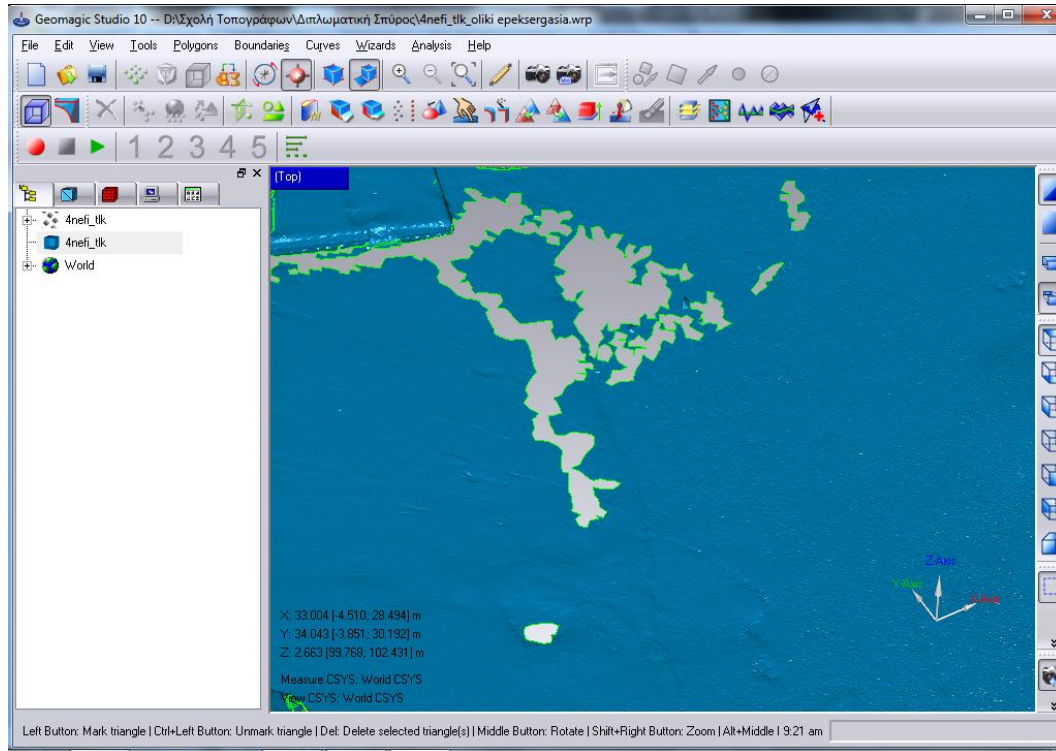 Geomagic Studio 10 -- D:\Σχολή Τοπογράφων\Διπλωματική Σπύρος\4nefi_tlk_oliki epeksergasia.wrp
File Edit View Tools Polygons Boundaries Curves Wizards Analysis Help
1 2 3 4 5
(Top)
4nefi_tlk
4nefi_tlk
World
Z-Axis
Y-Axis
X-Axis
X: 33.004 [-4.510; 28.494] m
Y: 34.043 [-3.851; 30.192] m
Z: 2.663 [99.768; 102.431] m
Measure CSYS: World CSYS
View CSYS: World CSYS
Left Button: Mark triangle | Ctrl+Left Button: Unmark triangle | Del: Delete selected triangle(s) | Middle Button: Rotate | Shift+Right Button: Zoom | Alt+Middle | 9:21 am